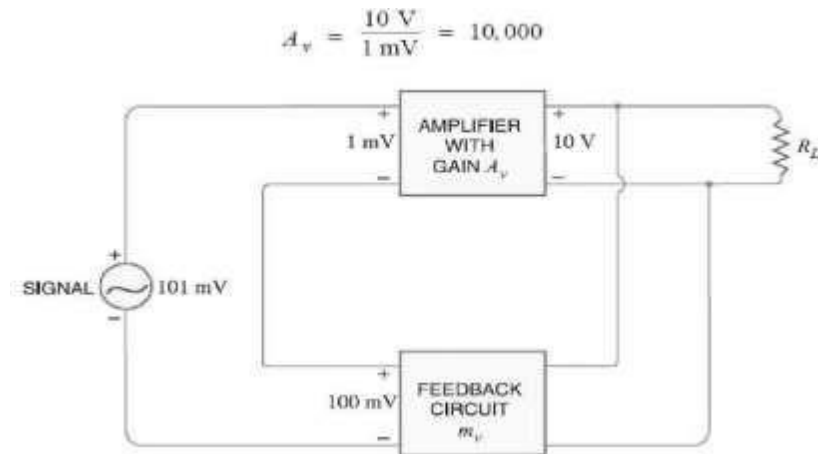 A_v = 10 V / 1 mV = 10,000
+ + +
1 mV AMPLIFIER WITH GAIN A_v 10 V R_L
− −
+
SIGNAL 101 mV
−
+
100 mV FEEDBACK CIRCUIT m_v
−